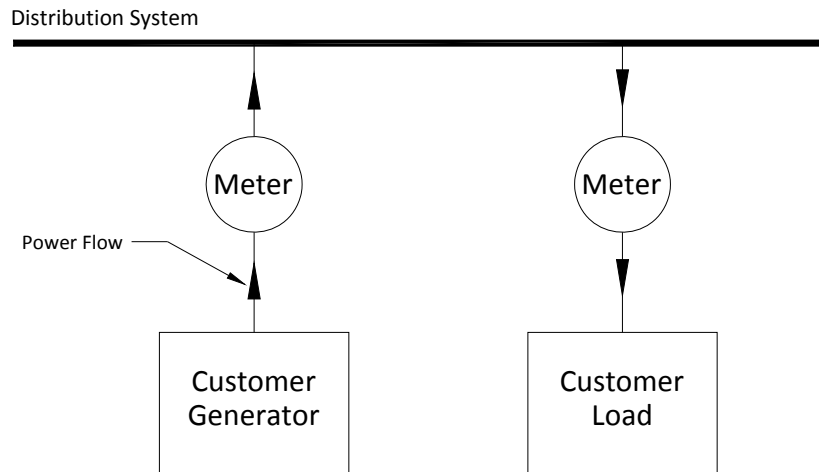 Distribution System
Meter
Meter
Power Flow
Customer
Generator
Customer
Load